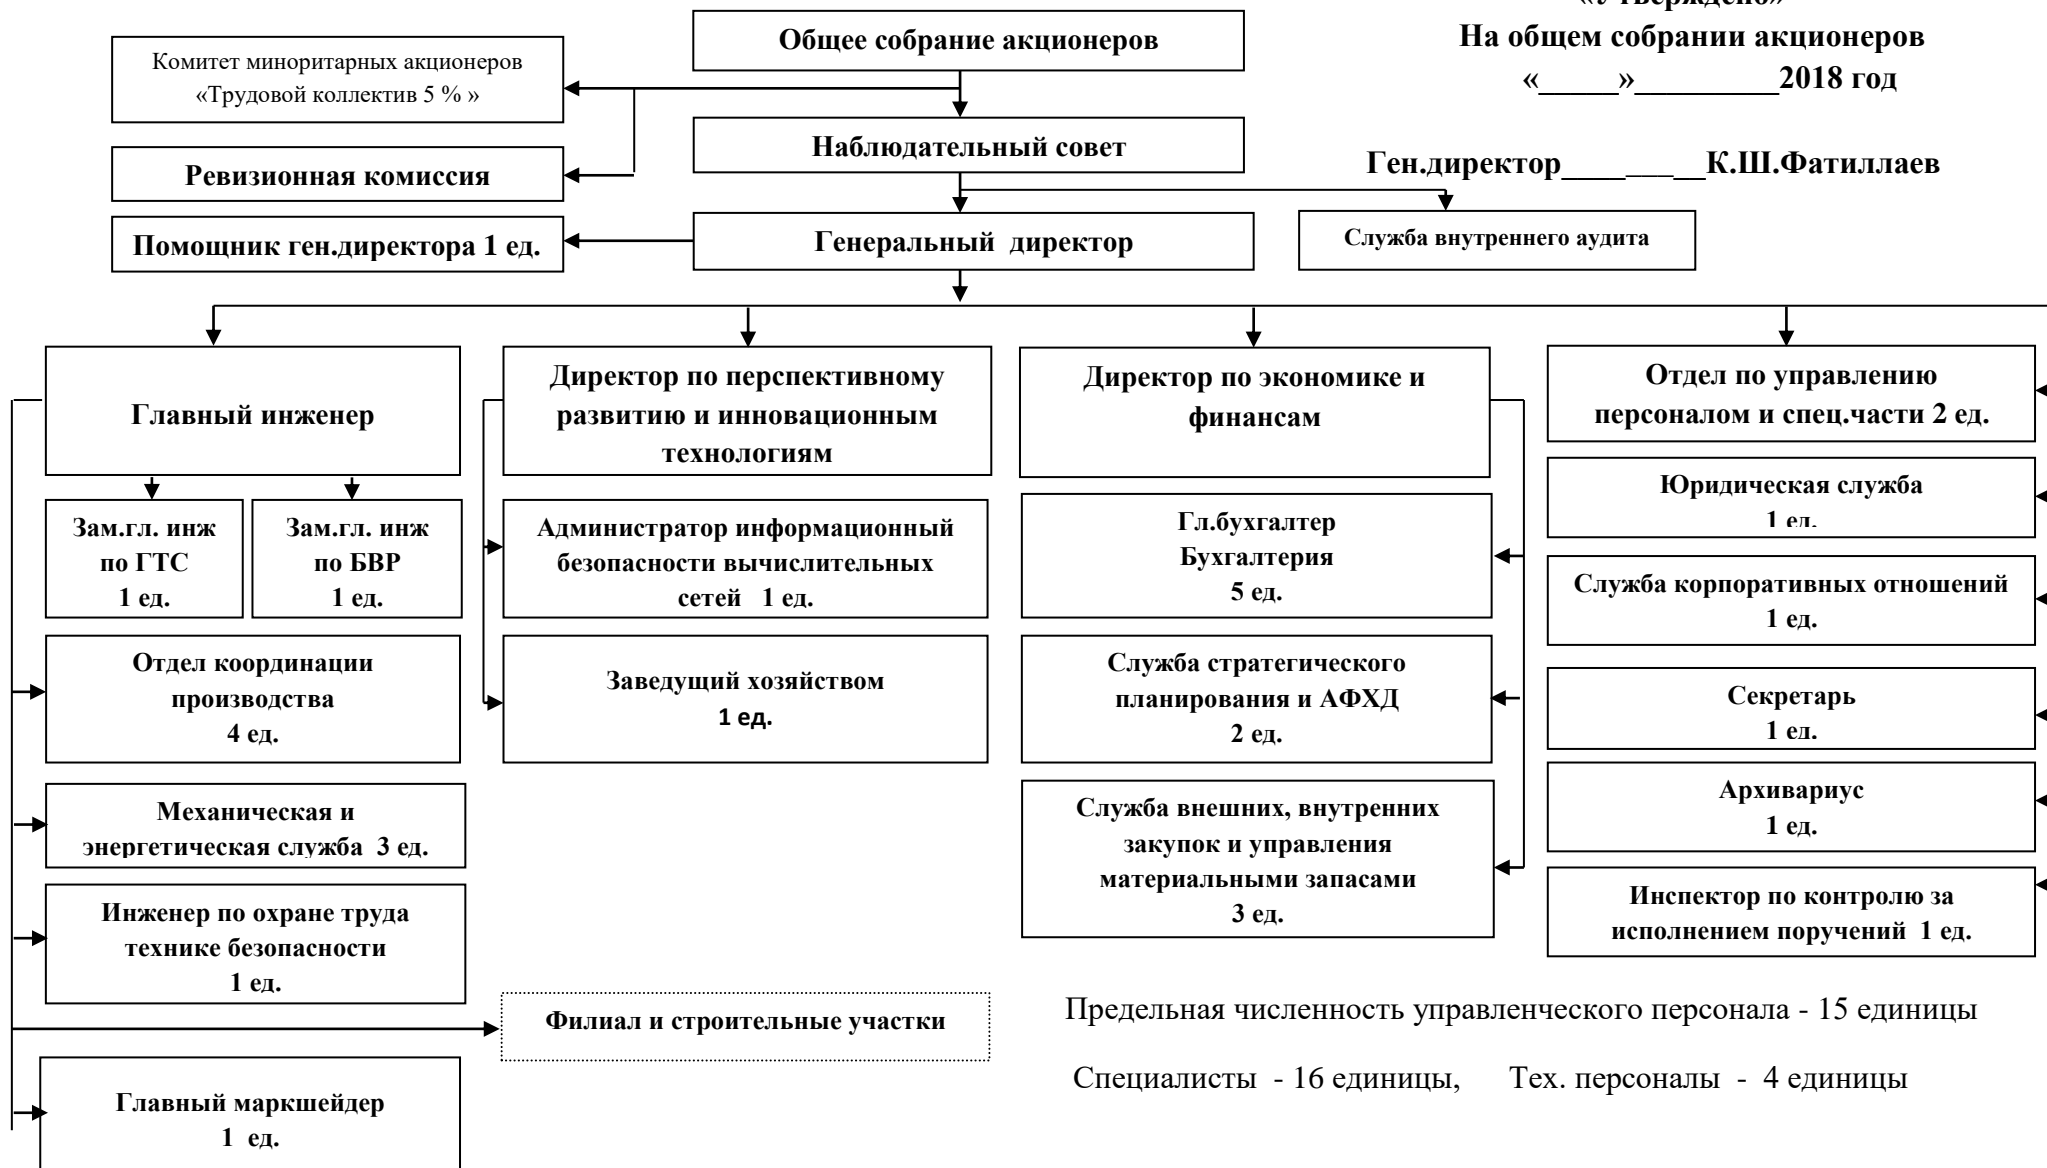 «Утверждено»
На общем собрании акционеров
«_____»_________2018 год
Ген.директор_________К.Ш.Фатиллаев
Общее собрание акционеров
Комитет миноритарных акционеров
«Трудовой коллектив 5 % »
Наблюдательный совет
Ревизионная комиссия
Помощник ген.директора 1 ед.
Генеральный директор
Служба внутреннего аудита
Главный инженер
Зам.гл. инж
по ГТС
1 ед.
Зам.гл. инж
по БВР
1 ед.
Отдел координации
производства
4 ед.
Механическая и
энергетическая служба 3 ед.
Инженер по охране труда
технике безопасности
1 ед.
Филиал и строительные участки
Главный маркшейдер
1 ед.
Директор по перспективному
развитию и инновационным
технологиям
Администратор информационный
безопасности вычислительных
сетей 1 ед.
Заведущий хозяйством
1 ед.
Директор по экономике и
финансам
Гл.бухгалтер
Бухгалтерия
5 ед.
Служба стратегического
планирования и АФХД
2 ед.
Служба внешних, внутренних
закупок и управления
материальными запасами
3 ед.
Отдел по управлению
персоналом и спец.части 2 ед.
Юридическая служба
1 ед.
Служба корпоративных отношений
1 ед.
Секретарь
1 ед.
Архивариус
1 ед.
Инспектор по контролю за
исполнением поручений 1 ед.
Предельная численность управленческого персонала - 15 единицы
Специалисты - 16 единицы, Тех. персоналы - 4 единицы